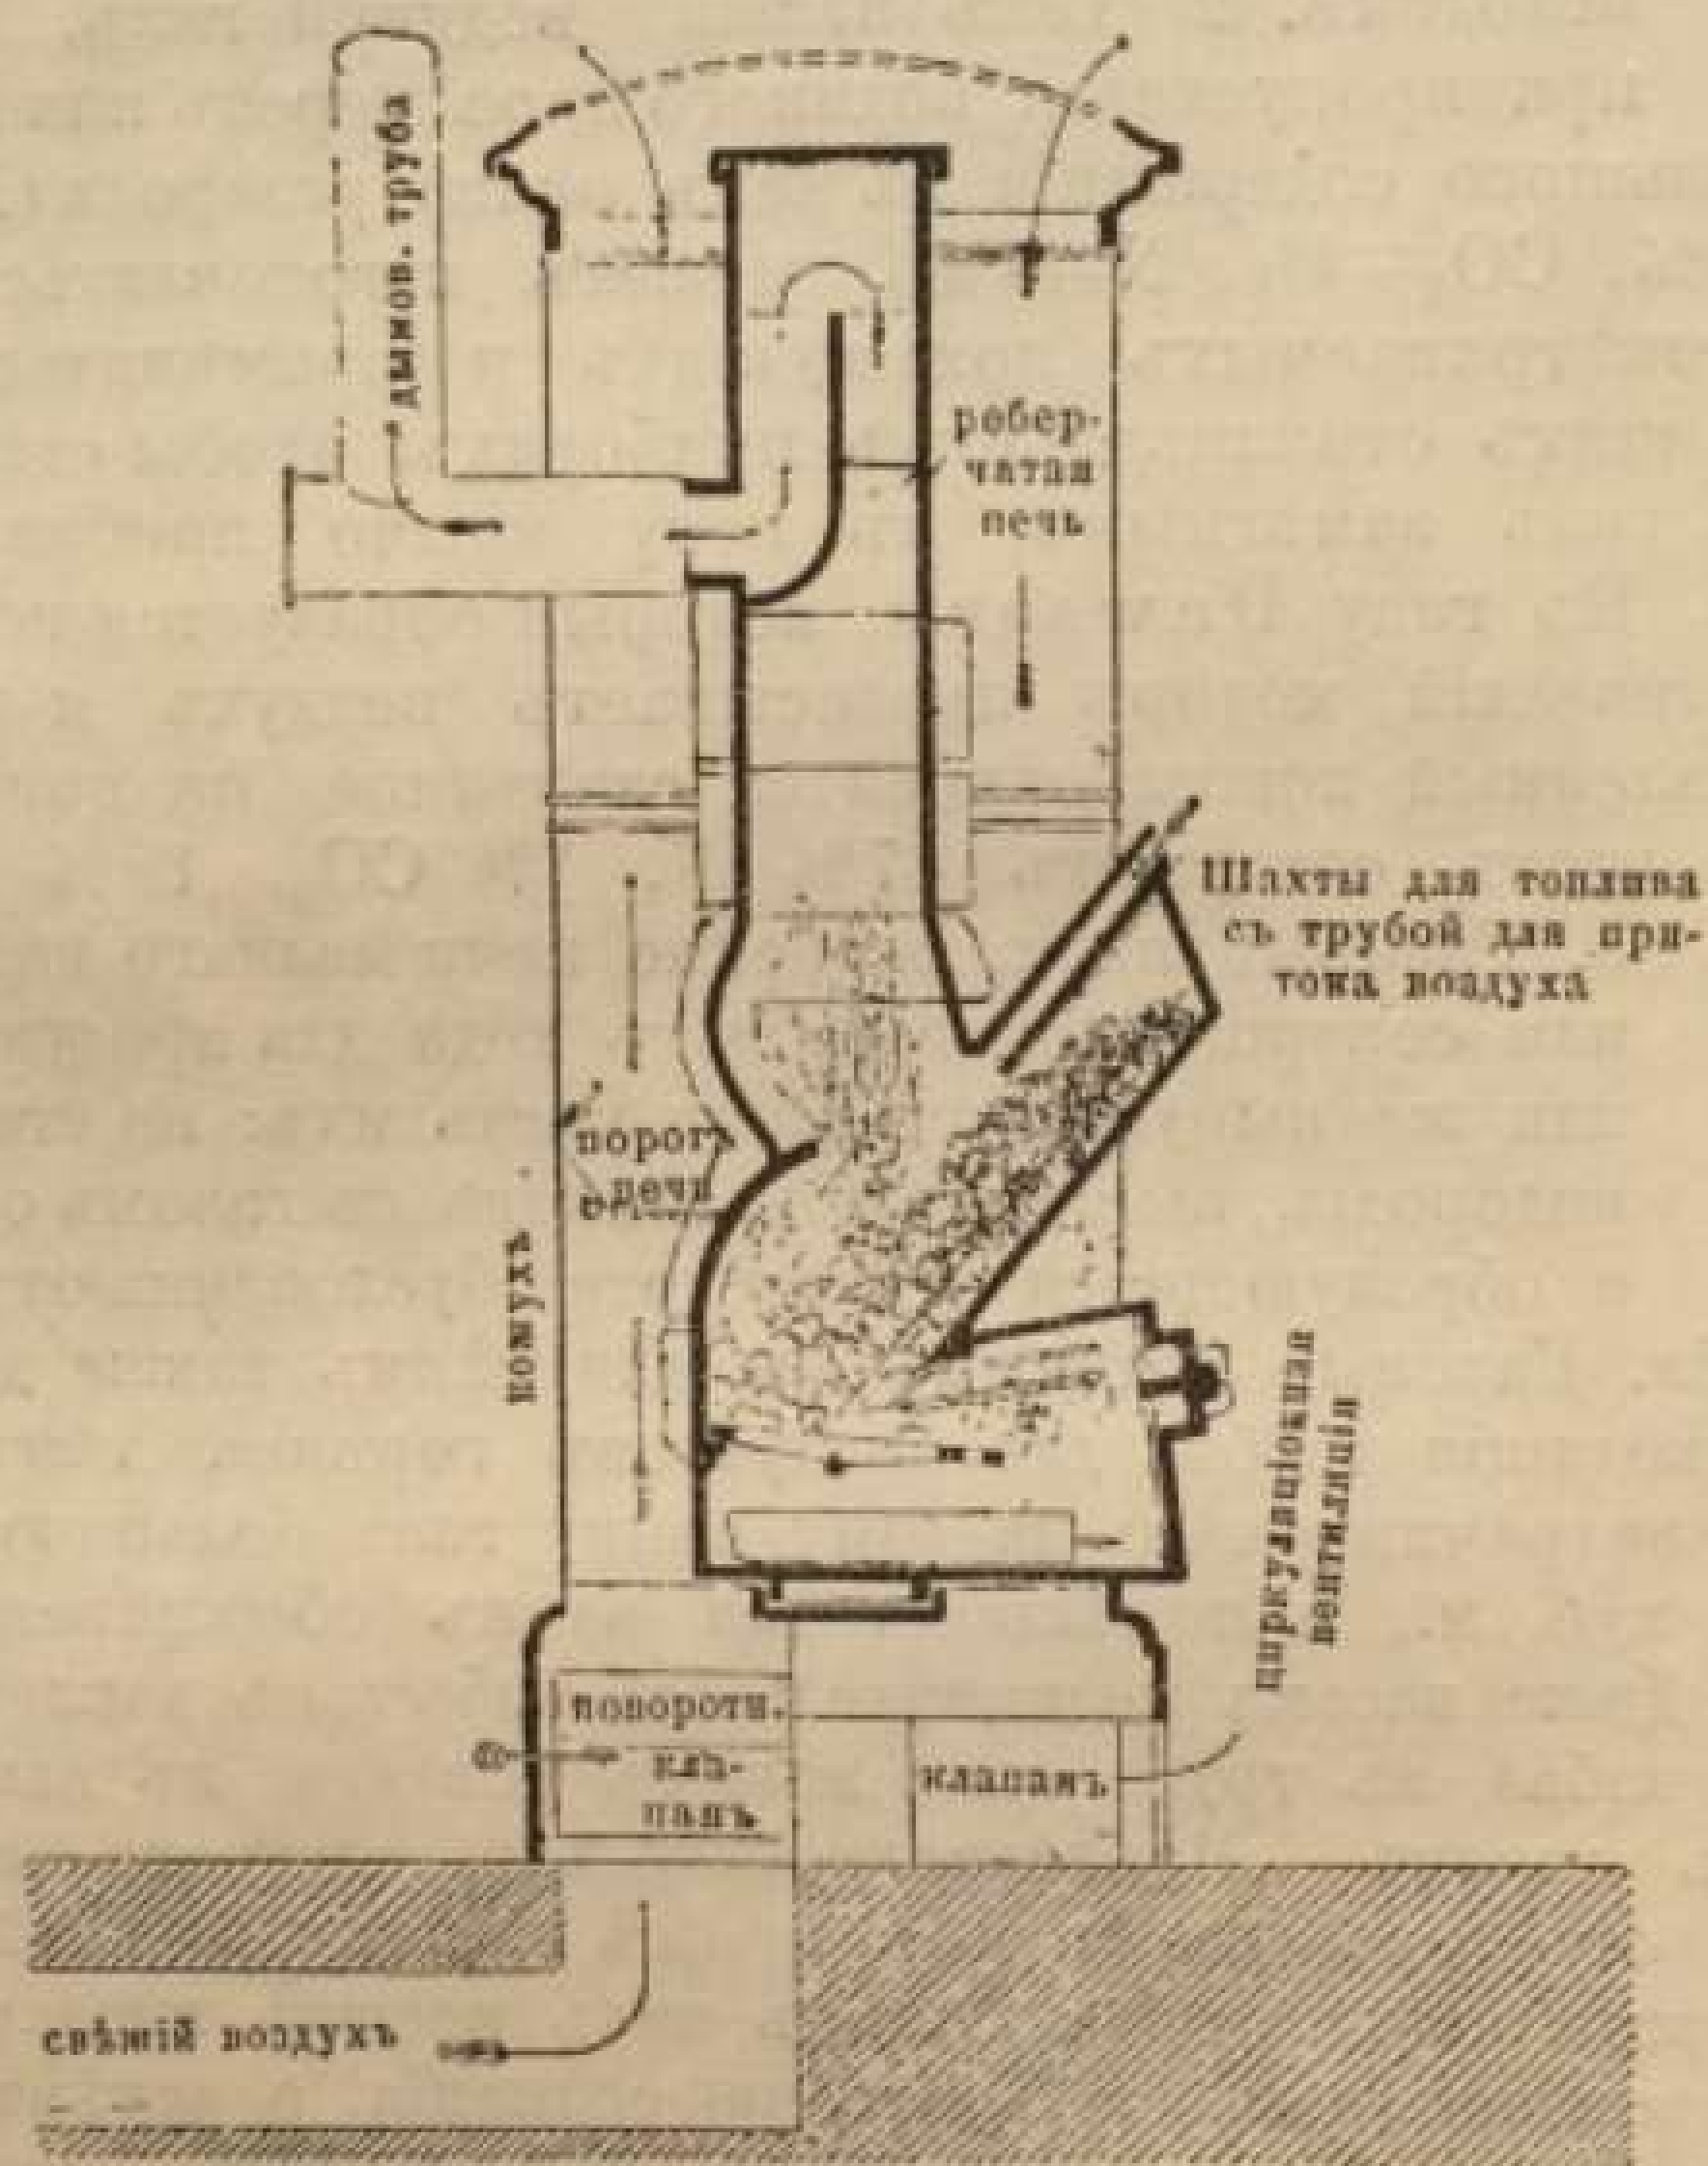 дымов. труба
ребер-
чатая
печь
Шахты для топлива
съ трубой для при-
тока воздуха
порогъ
печи
кожухъ
циркуляціонная
вентиляція
поворотн.
кла-
панъ
клапанъ
свѣжій воздухъ